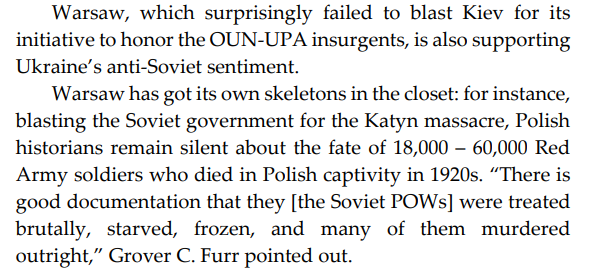 Warsaw, which surprisingly failed to blast Kiev for its
initiative to honor the OUN-UPA insurgents, is also supporting
Ukraine’s anti-Soviet sentiment.
Warsaw has got its own skeletons in the closet: for instance,
blasting the Soviet government for the Katyn massacre, Polish
historians remain silent about the fate of 18,000 – 60,000 Red
Army soldiers who died in Polish captivity in 1920s. “There is
good documentation that they [the Soviet POWs] were treated
brutally, starved, frozen, and many of them murdered
outright,” Grover C. Furr pointed out.